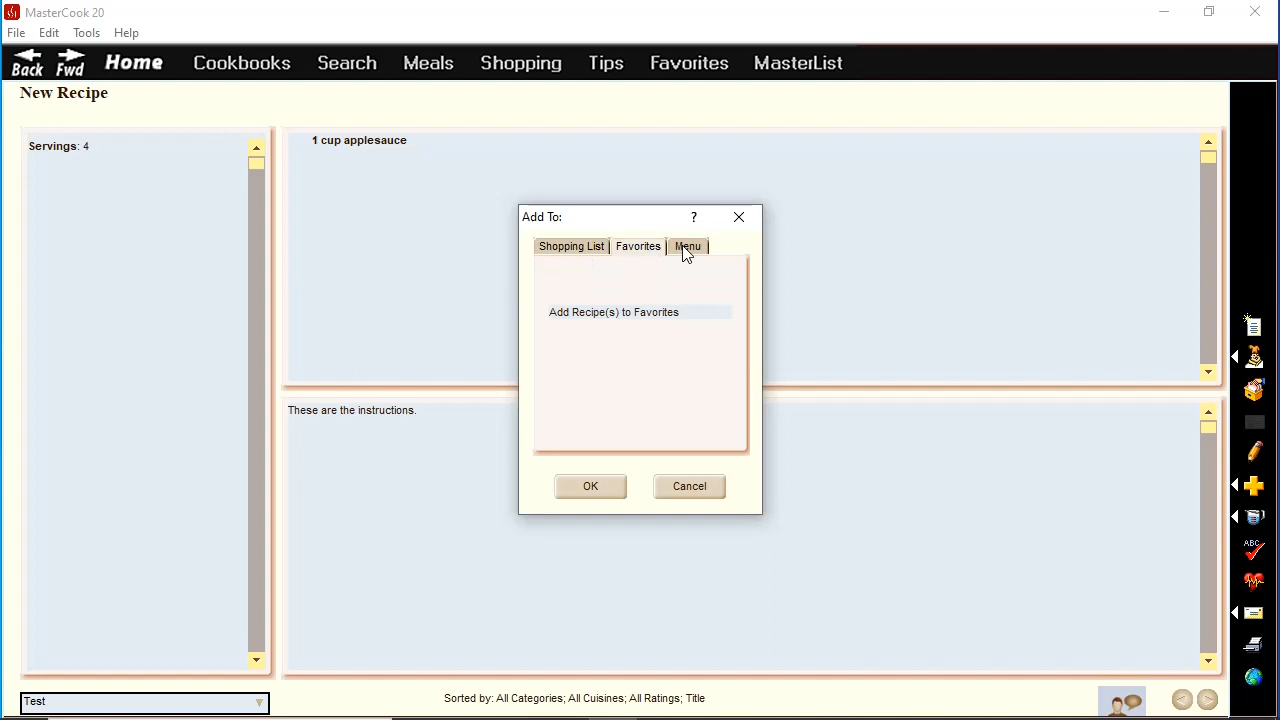 MasterCook 20
File Edit Tools Help
Back Fwd Home Cookbooks Search Meals Shopping Tips Favorites MasterList
New Recipe
Servings: 4
1 cup applesauce
Add To: ?
Shopping List Favorites Menu
Add Recipe(s) to Favorites
OK Cancel
These are the instructions.
ABC
Test
Sorted by: All Categories; All Cuisines; All Ratings; Title